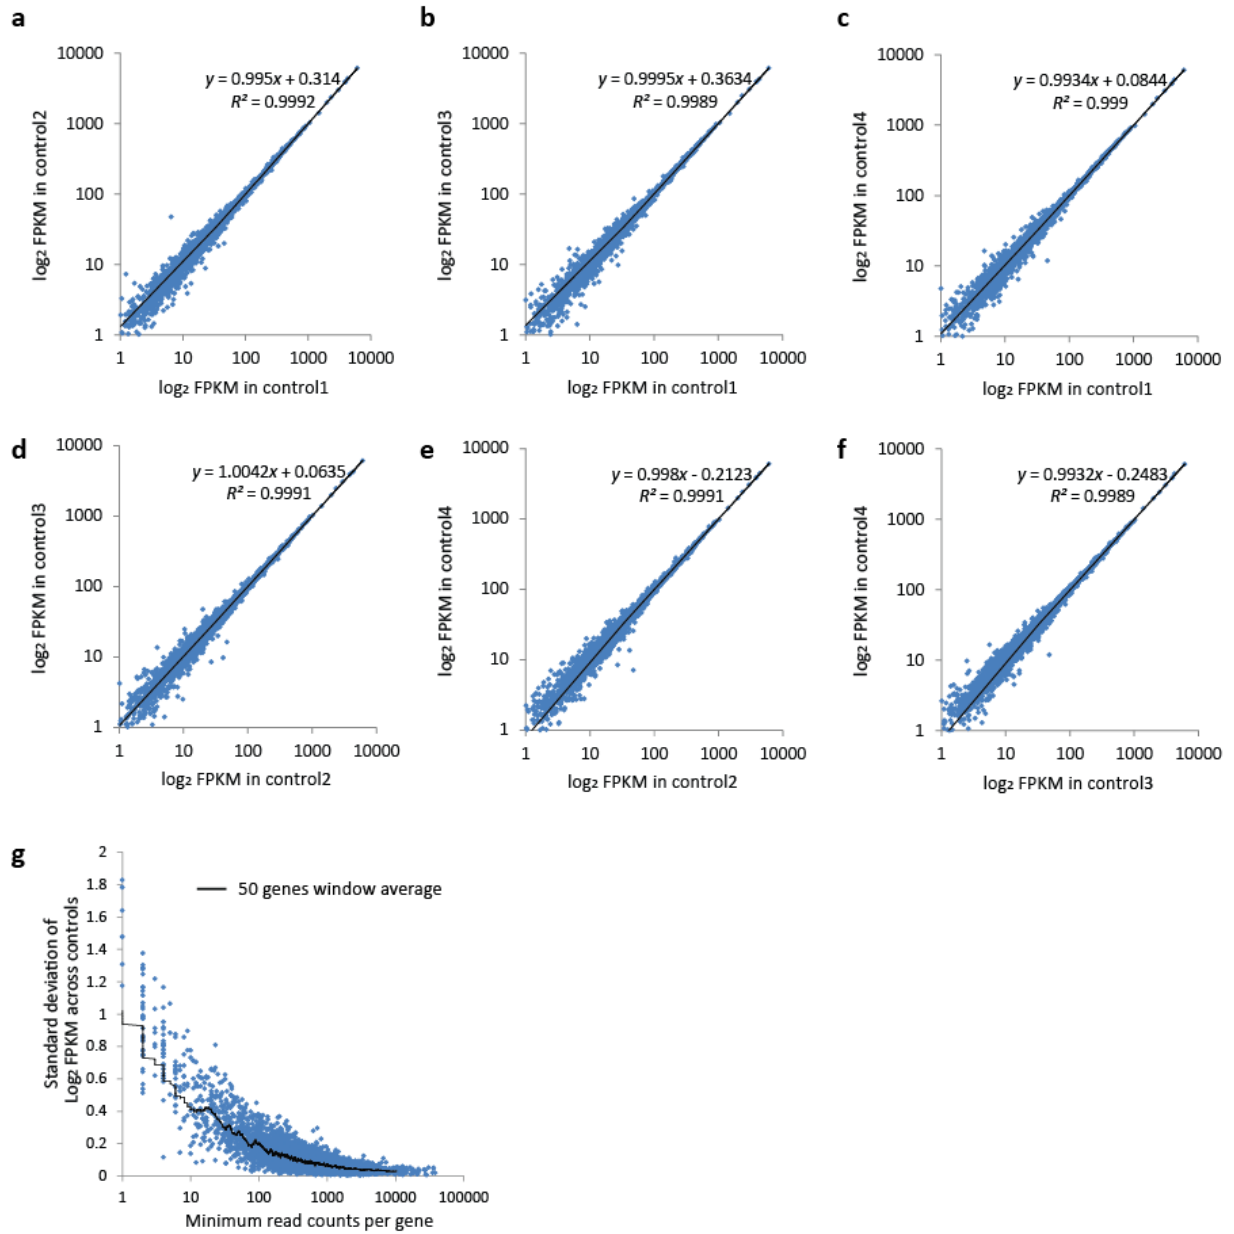 a
10000
1000
100
10
1
y = 0.995x + 0.314
R² = 0.9992
log₂ FPKM in control2
1 10 100 1000 10000
log₂ FPKM in control1
b
10000
1000
100
10
1
y = 0.9995x + 0.3634
R² = 0.9989
log₂ FPKM in control3
1 10 100 1000 10000
log₂ FPKM in control1
c
10000
1000
100
10
1
y = 0.9934x + 0.0844
R² = 0.999
log₂ FPKM in control4
1 10 100 1000 10000
log₂ FPKM in control1
d
10000
1000
100
10
1
y = 1.0042x + 0.0635
R² = 0.9991
log₂ FPKM in control3
1 10 100 1000 10000
log₂ FPKM in control2
e
10000
1000
100
10
1
y = 0.998x - 0.2123
R² = 0.9991
log₂ FPKM in control4
1 10 100 1000 10000
log₂ FPKM in control2
f
10000
1000
100
10
1
y = 0.9932x - 0.2483
R² = 0.9989
log₂ FPKM in control4
1 10 100 1000 10000
log₂ FPKM in control3
g
2
1.8
1.6
1.4
1.2
1
0.8
0.6
0.4
0.2
0
50 genes window average
Standard deviation of
Log₂ FPKM across controls
1 10 100 1000 10000 100000
Minimum read counts per gene